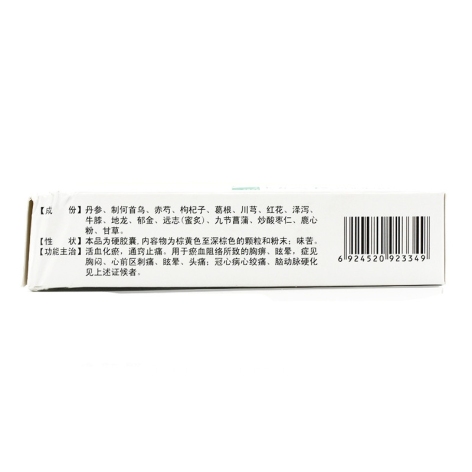 【成 份】丹参、制何首乌、赤芍、枸杞子、葛根、川芎、红花、泽泻、
牛膝、地龙、郁金、远志(蜜炙)、九节菖蒲、炒酸枣仁、鹿心
粉、甘草。
【性 状】本品为硬胶囊,内容物为棕黄色至深棕色的颗粒和粉末;味苦。
【功能主治】活血化瘀,通窍止痛。用于瘀血阻络所致的胸痹、眩晕,症见
胸闷、心前区刺痛、眩晕、头痛;冠心病心绞痛、脑动脉硬化
见上述证候者。
6 924520 923349